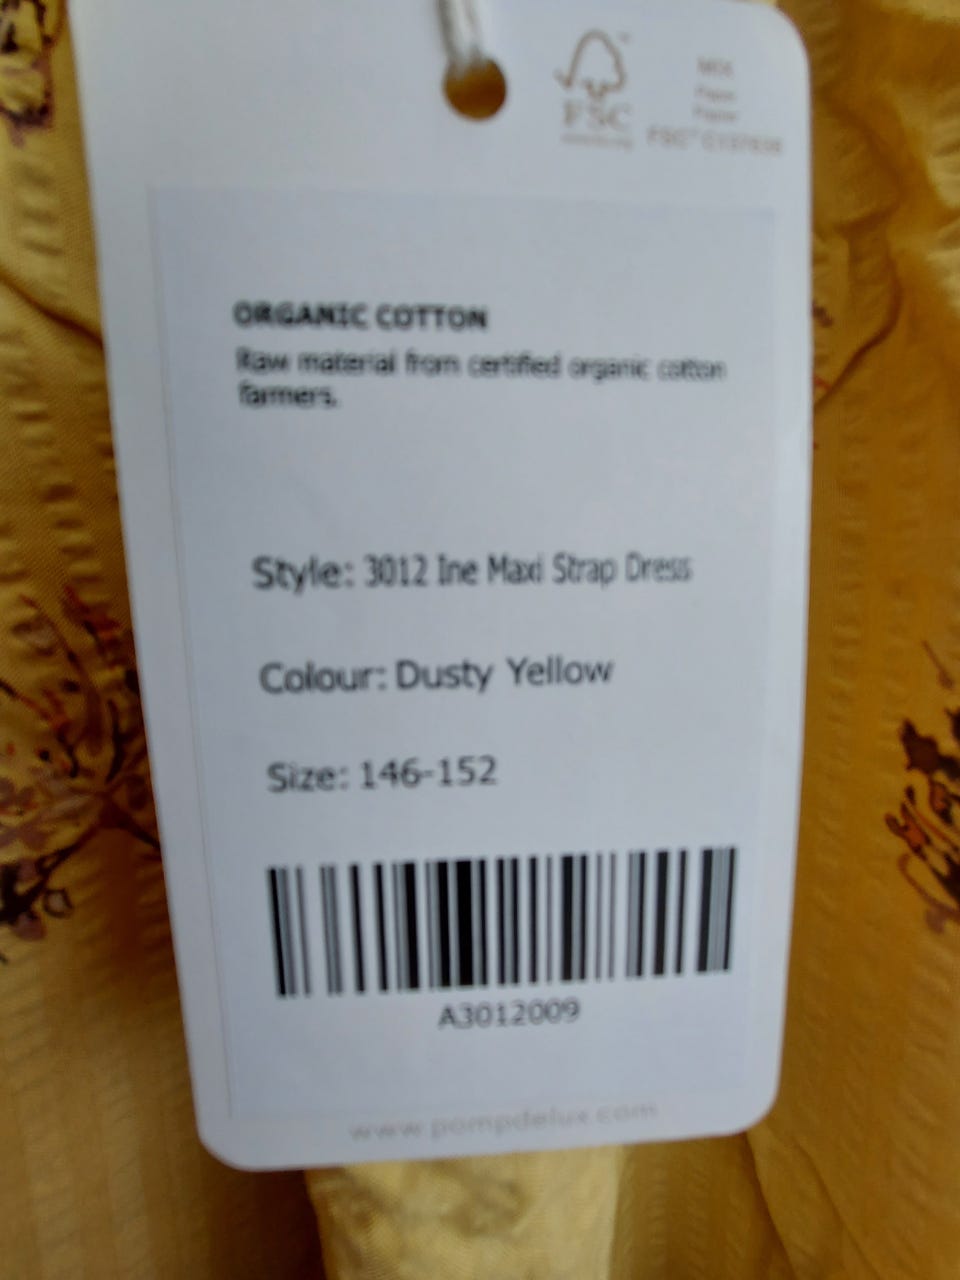 FSC
MIX
Paper
ORGANIC COTTON
Raw material from certified organic cotton
farmers.
Style: 3012 Ine Maxi Strap Dress
Colour: Dusty Yellow
Size: 146-152
A3012009
www.pompdelux.com